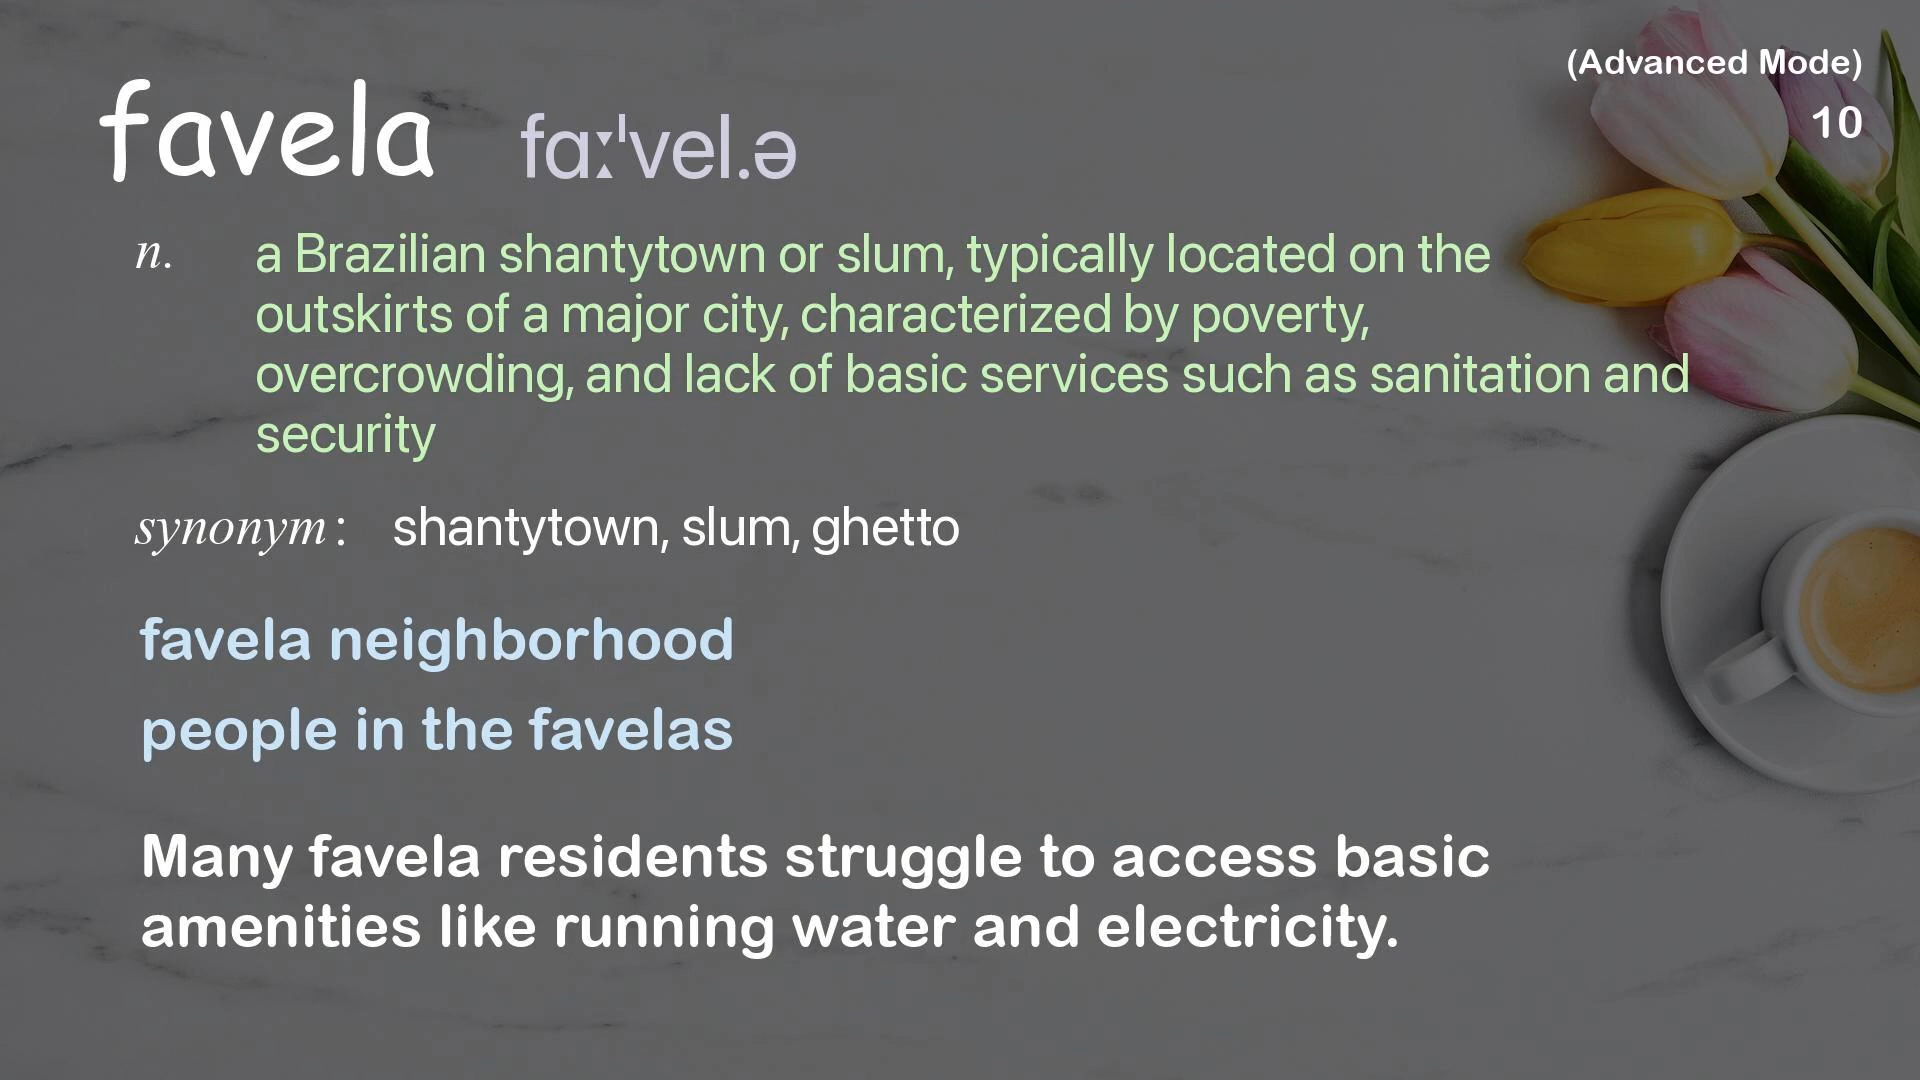 (Advanced Mode)
10
favela fɑːˈvel.ə
n. a Brazilian shantytown or slum, typically located on the
outskirts of a major city, characterized by poverty,
overcrowding, and lack of basic services such as sanitation and
security
synonym: shantytown, slum, ghetto
favela neighborhood
people in the favelas
Many favela residents struggle to access basic
amenities like running water and electricity.